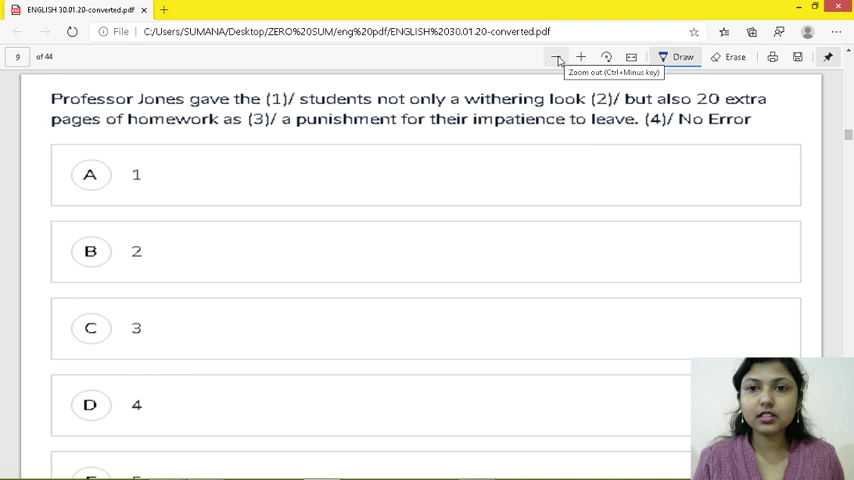 ENGLISH 30.01.20-converted.pdf
File
C:/Users/SUMANA/Desktop/ZERO%20SUM/eng%20pdf/ENGLISH%2030.01.20-converted.pdf
9 of 44
Draw
Erase
Zoom out (Ctrl+Minus key)
Professor Jones gave the (1)/ students not only a withering look (2)/ but also 20 extra
pages of homework as (3)/ a punishment for their impatience to leave. (4)/ No Error
A 1
B 2
C 3
D 4